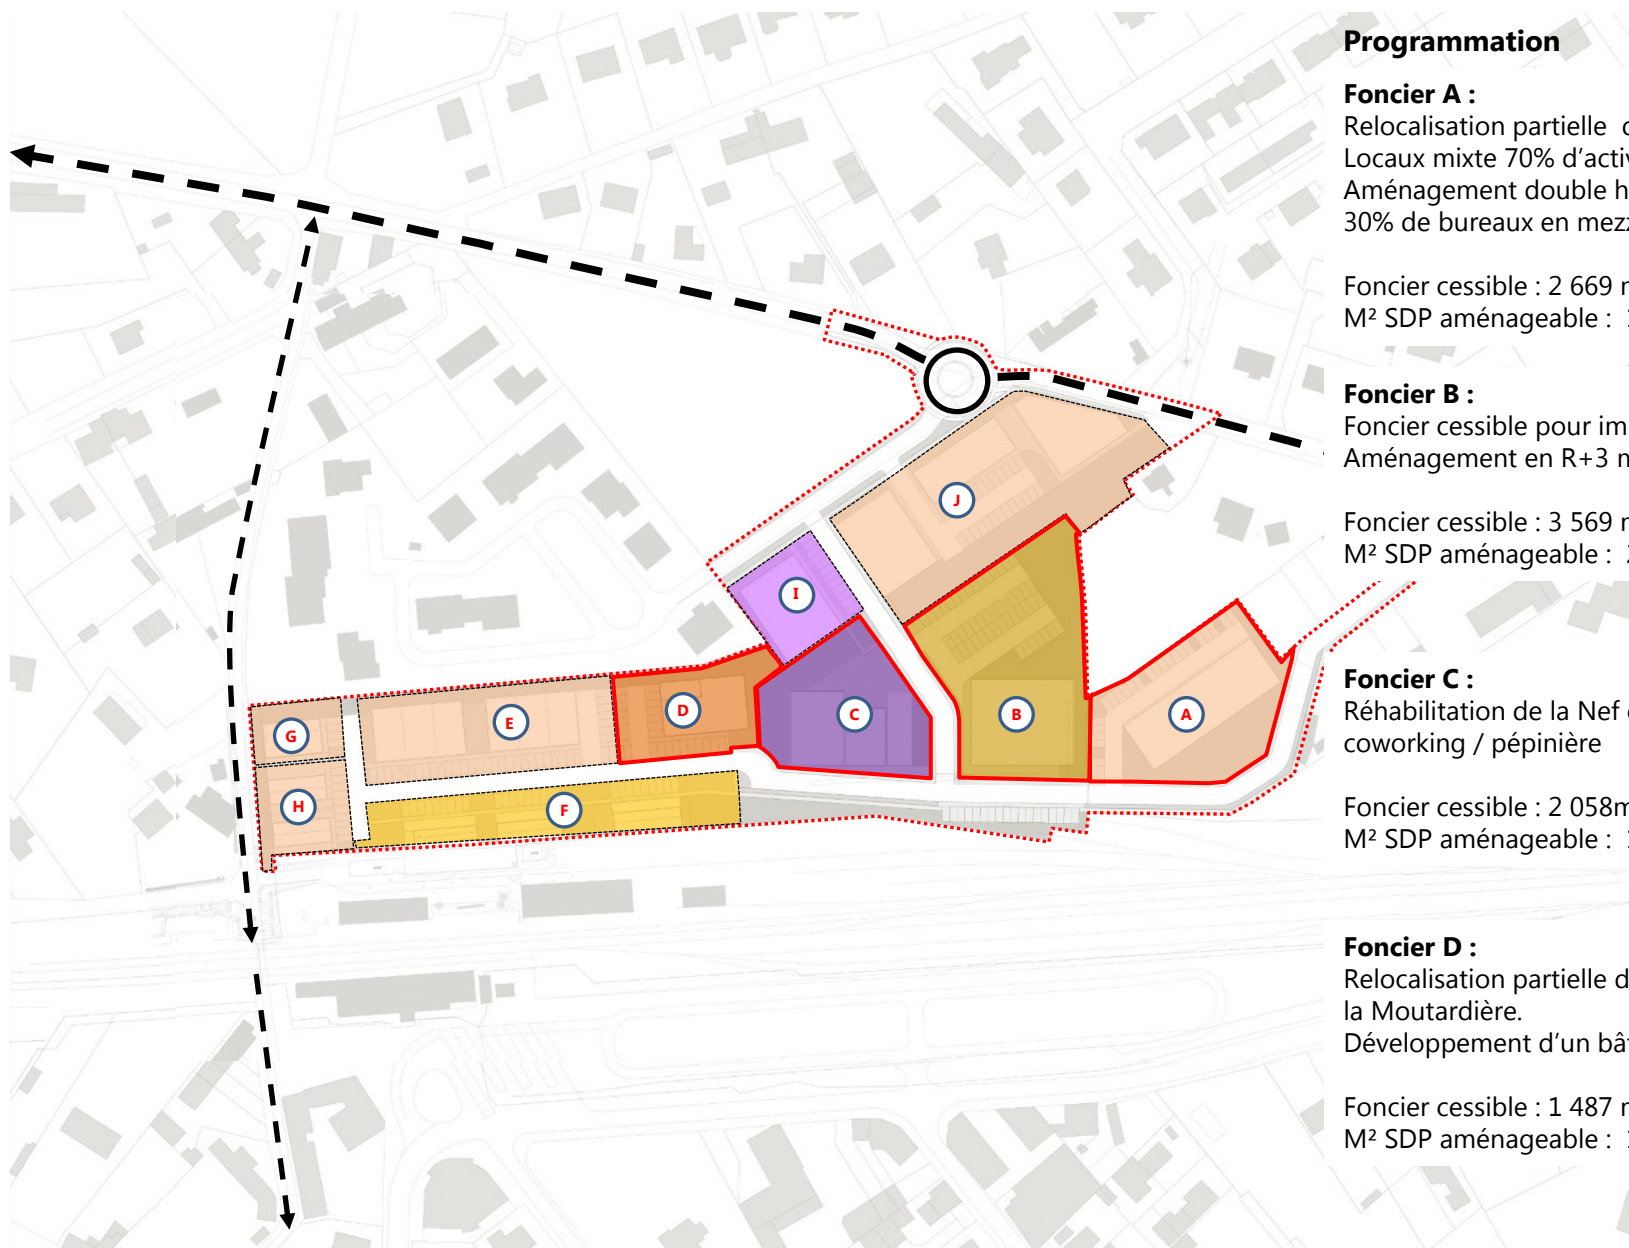 Programmation
Foncier A :
Relocalisation partielle
Locaux mixte 70% d’activ
Aménagement double h
30% de bureaux en mezz
Foncier cessible : 2 669
M² SDP aménageable :
Foncier B :
Foncier cessible pour im
Aménagement en R+3
Foncier cessible : 3 569
M² SDP aménageable :
Foncier C :
Réhabilitation de la Nef
coworking / pépinière
Foncier cessible : 2 058m
M² SDP aménageable :
Foncier D :
Relocalisation partielle d
la Moutardière.
Développement d’un bât
Foncier cessible : 1 487
M² SDP aménageable :
J
I
D
C
B
A
E
G
H
F